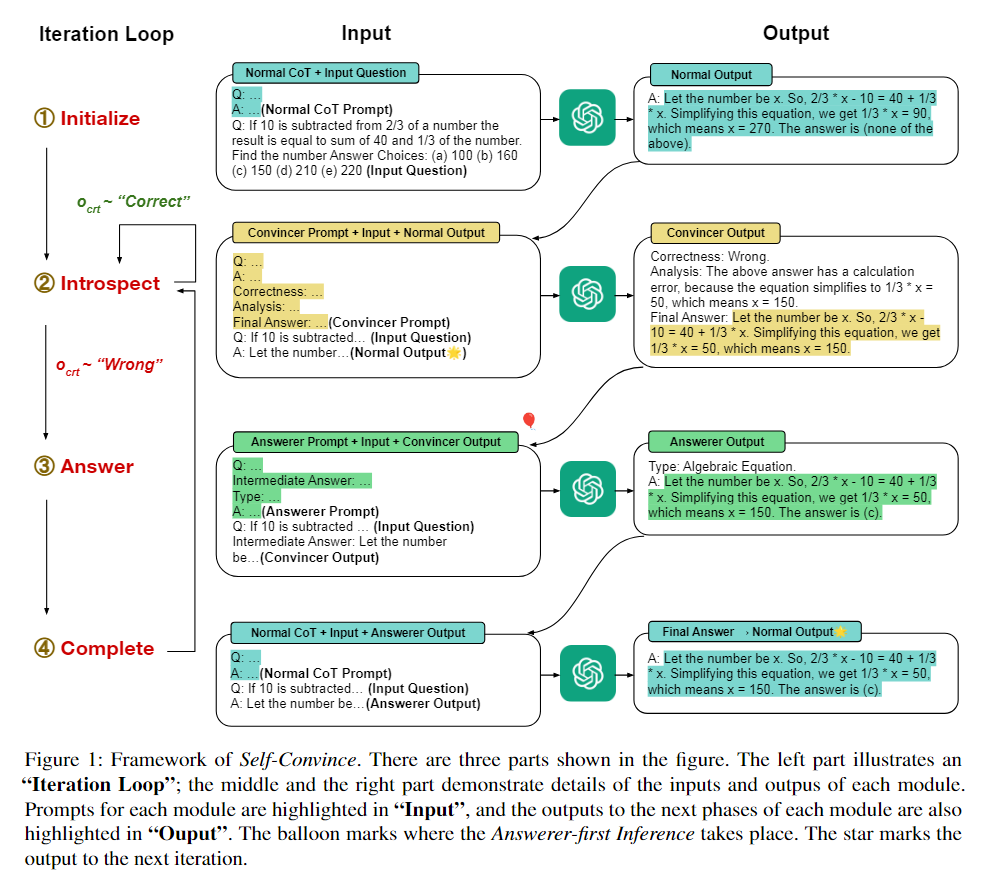 Iteration Loop
Input
Output
① Initialize
o_crt ~ “Correct”
② Introspect
o_crt ~ “Wrong”
③ Answer
④ Complete
Normal CoT + Input Question
Q: ...
A: ...(Normal CoT Prompt)
Q: If 10 is subtracted from 2/3 of a number the
result is equal to sum of 40 and 1/3 of the number.
Find the number Answer Choices: (a) 100 (b) 160
(c) 150 (d) 210 (e) 220 (Input Question)
Normal Output
A: Let the number be x. So, 2/3 * x - 10 = 40 + 1/3
* x. Simplifying this equation, we get 1/3 * x = 90,
which means x = 270. The answer is (none of the
above).
Convincer Prompt + Input + Normal Output
Q: ...
A: ...
Correctness: ...
Analysis: ...
Final Answer: ...(Convincer Prompt)
Q: If 10 is subtracted... (Input Question)
A: Let the number...(Normal Output🌟)
Convincer Output
Correctness: Wrong.
Analysis: The above answer has a calculation
error, because the equation simplifies to 1/3 * x =
50, which means x = 150.
Final Answer: Let the number be x. So, 2/3 * x -
10 = 40 + 1/3 * x. Simplifying this equation, we get
1/3 * x = 50, which means x = 150.
Answerer Prompt + Input + Convincer Output
Q: ...
Intermediate Answer: ...
Type: ...
A: ...(Answerer Prompt)
Q: If 10 is subtracted ... (Input Question)
Intermediate Answer: Let the number
be...(Convincer Output)
Answerer Output
Type: Algebraic Equation.
A: Let the number be x. So, 2/3 * x - 10 = 40 + 1/3
* x. Simplifying this equation, we get 1/3 * x = 50,
which means x = 150. The answer is (c).
Normal CoT + Input + Answerer Output
Q: ...
A: ...(Normal CoT Prompt)
Q: If 10 is subtracted... (Input Question)
A: Let the number be...(Answerer Output)
Final Answer → Normal Output🌟
A: Let the number be x. So, 2/3 * x - 10 = 40 + 1/3
* x. Simplifying this equation, we get 1/3 * x = 50,
which means x = 150. The answer is (c).
Figure 1: Framework of Self-Convince. There are three parts shown in the figure. The left part illustrates an
“Iteration Loop”; the middle and the right part demonstrate details of the inputs and outpus of each module.
Prompts for each module are highlighted in “Input”, and the outputs to the next phases of each module are also
highlighted in “Ouput”. The balloon marks where the Answerer-first Inference takes place. The star marks the
output to the next iteration.